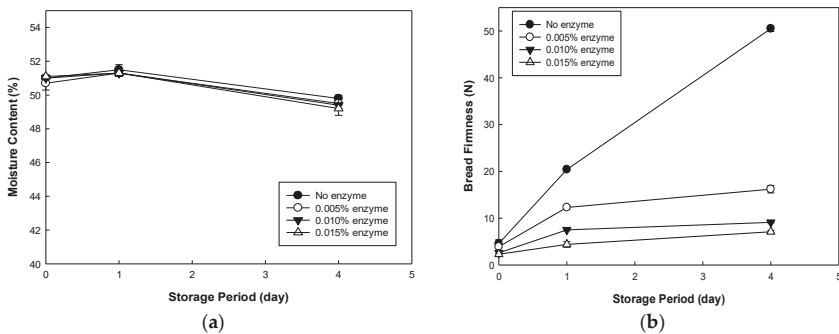 54
52
50
48
46
44
42
40
0
1
2
3
4
5
Moisture Content (%)
Storage Period (day)
No enzyme
0.005% enzyme
0.010% enzyme
0.015% enzyme
(a)
50
40
30
20
10
0
0
1
2
3
4
5
Bread Firmness (N)
Storage Period (day)
No enzyme
0.005% enzyme
0.010% enzyme
0.015% enzyme
(b)